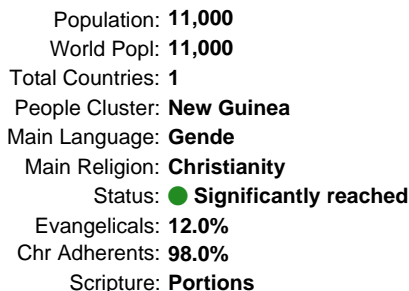 Population: 11,000
World Popl: 11,000
Total Countries: 1
People Cluster: New Guinea
Main Language: Gende
Main Religion: Christianity
Status: Significantly reached
Evangelicals: 12.0%
Chr Adherents: 98.0%
Scripture: Portions